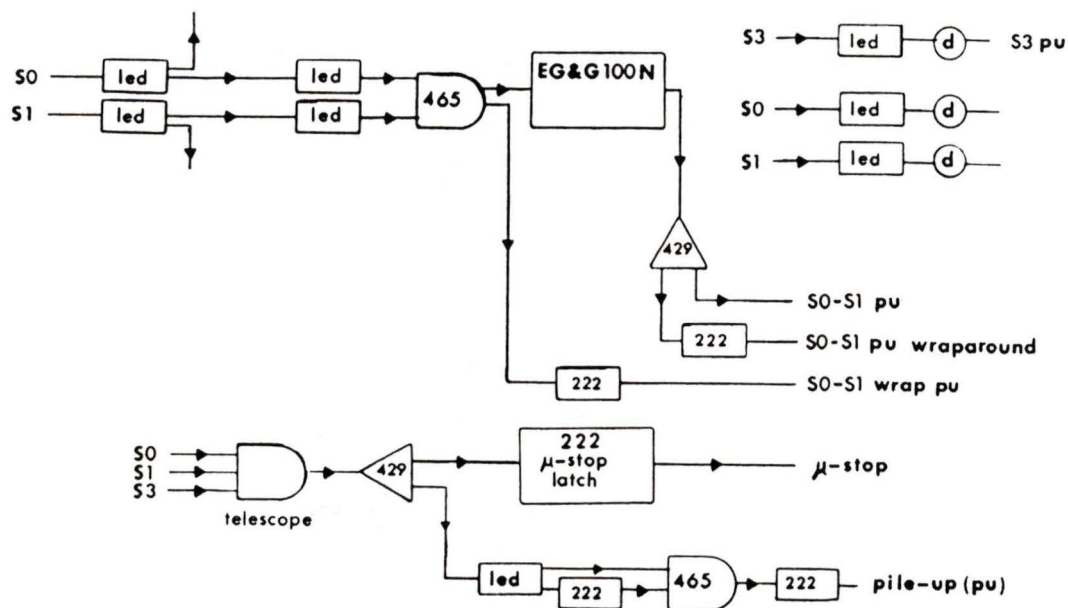 S0
led
led
S1
led
led
465
EG&G100N
S3
led
d
S3 pu
S0
led
d
S1
led
d
429
S0-S1 pu
222
S0-S1 pu wraparound
222
S0-S1 wrap pu
S0
S1
S3
telescope
429
222
μ-stop
latch
μ-stop
led
222
465
222
pile-up (pu)